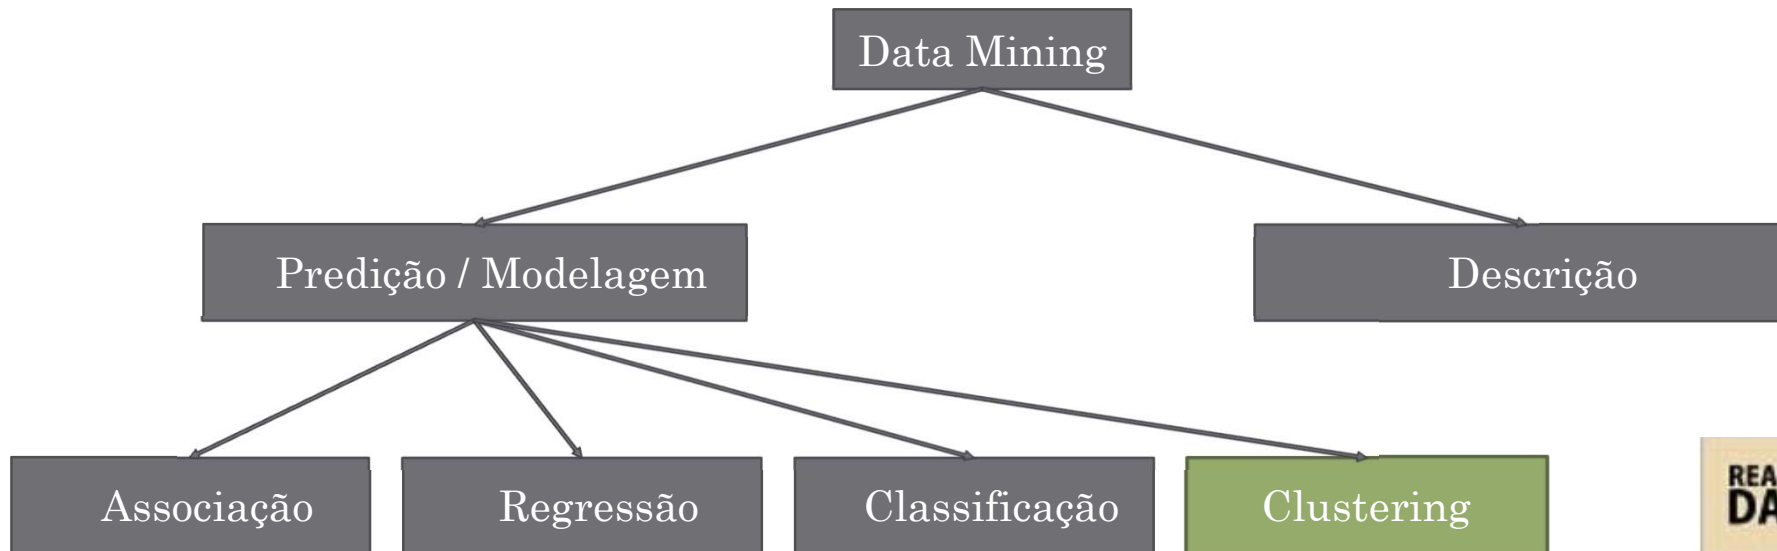 Data Mining
Predição / Modelagem
Descrição
Associação
Regressão
Classificação
Clustering